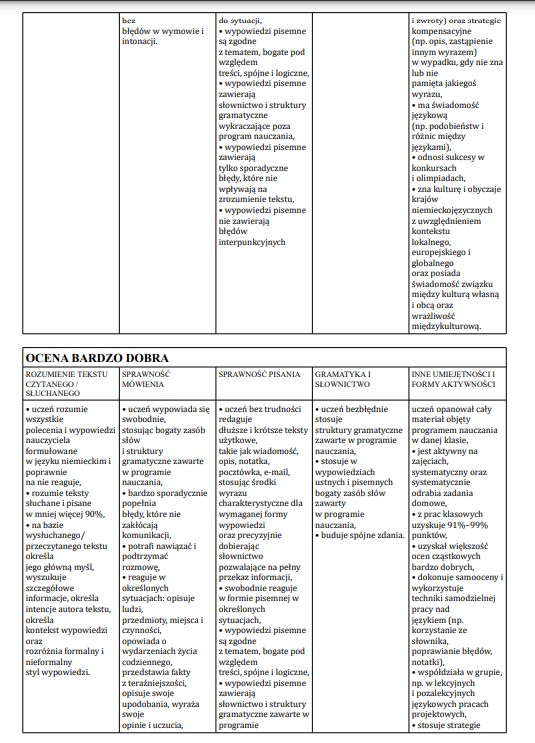 bez
błędów w wymowie i
intonacji.
do sytuacji,
• wypowiedzi pisemne
są zgodne
z tematem, bogate pod
względem
treści, spójne i logiczne,
• wypowiedzi pisemne
zawierają
słownictwo i struktury
gramatyczne
wykraczające poza
program nauczania,
• wypowiedzi pisemne
zawierają
tylko sporadyczne
błędy, które nie
wpływają na
zrozumienie tekstu,
• wypowiedzi pisemne
nie zawierają
błędów
interpunkcyjnych
i zwroty) oraz strategie
kompensacyjne
(np. opis, zastąpienie
innym wyrazem)
w wypadku, gdy nie zna
lub nie
pamięta jakiegoś
wyrazu,
• ma świadomość
językową
(np. podobieństw i
różnic między
językami),
• odnosi sukcesy w
konkursach
i olimpiadach,
• zna kulturę i obyczaje
krajów
niemieckojęzycznych
z uwzględnieniem
kontekstu
lokalnego,
europejskiego i
globalnego
oraz posiada
świadomość związku
między kulturą własną
i obcą oraz
wrażliwość
międzykulturową.
OCENA BARDZO DOBRA
ROZUMIENIE TEKSTU
CZYTANEGO /
SŁUCHANEGO
SPRAWNOŚĆ
MÓWIENIA
SPRAWNOŚĆ PISANIA
GRAMATYKA I
SŁOWNICTWO
INNE UMIEJĘTNOŚCI I
FORMY AKTYWNOŚCI
• uczeń rozumie
wszystkie
polecenia i wypowiedzi
nauczyciela
formułowane
w języku niemieckim i
poprawnie
na nie reaguje,
• rozumie teksty
słuchane i pisane
w mniej więcej 90%,
• na bazie
wysłuchanego/
przeczytanego tekstu
określa
jego główną myśl,
wyszukuje
szczegółowe
informacje, określa
intencje autora tekstu,
określa
kontekst wypowiedzi
oraz
rozróżnia formalny i
nieformalny
styl wypowiedzi.
• uczeń wypowiada się
swobodnie,
stosując bogaty zasób
słów
i struktury
gramatyczne zawarte
w programie
nauczania,
• bardzo sporadycznie
popełnia
błędy, które nie
zakłócają
komunikacji,
• potrafi nawiązać i
podtrzymać
rozmowę,
• reaguje w
określonych
sytuacjach: opisuje
ludzi,
przedmioty, miejsca i
czynności,
opowiada o
wydarzeniach życia
codziennego,
przedstawia fakty
z teraźniejszości,
opisuje swoje
upodobania, wyraża
swoje
opinie i uczucia,
• uczeń bez trudności
redaguje
dłuższe i krótsze teksty
użytkowe,
takie jak wiadomość,
opis, notatka,
pocztówka, e-mail,
stosując środki
wyrazu
charakterystyczne dla
wymaganej formy
wypowiedzi
oraz precyzyjnie
dobierając
słownictwo
pozwalające na pełny
przekaz informacji,
• swobodnie reaguje
w formie pisemnej w
określonych
sytuacjach,
• wypowiedzi pisemne
są zgodne
z tematem, bogate pod
względem
treści, spójne i logiczne,
• wypowiedzi pisemne
zawierają
słownictwo i struktury
gramatyczne zawarte w
programie
• uczeń bezbłędnie
stosuje
struktury gramatyczne
zawarte w programie
nauczania,
• stosuje w
wypowiedziach
ustnych i pisemnych
bogaty zasób słów
zawarty
w programie
nauczania,
• buduje spójne zdania.
uczeń opanował cały
materiał objęty
programem nauczania
w danej klasie,
• jest aktywny na
zajęciach,
systematyczny oraz
systematycznie
odrabia zadania
domowe,
• z prac klasowych
uzyskuje 91%–99%
punktów,
• uzyskał większość
ocen cząstkowych
bardzo dobrych,
• dokonuje samooceny i
wykorzystuje
techniki samodzielnej
pracy nad
językiem (np.
korzystanie ze
słownika,
poprawianie błędów,
notatki),
• współdziała w grupie,
np. w lekcyjnych
i pozalekcyjnych
językowych pracach
projektowych,
• stosuje strategie